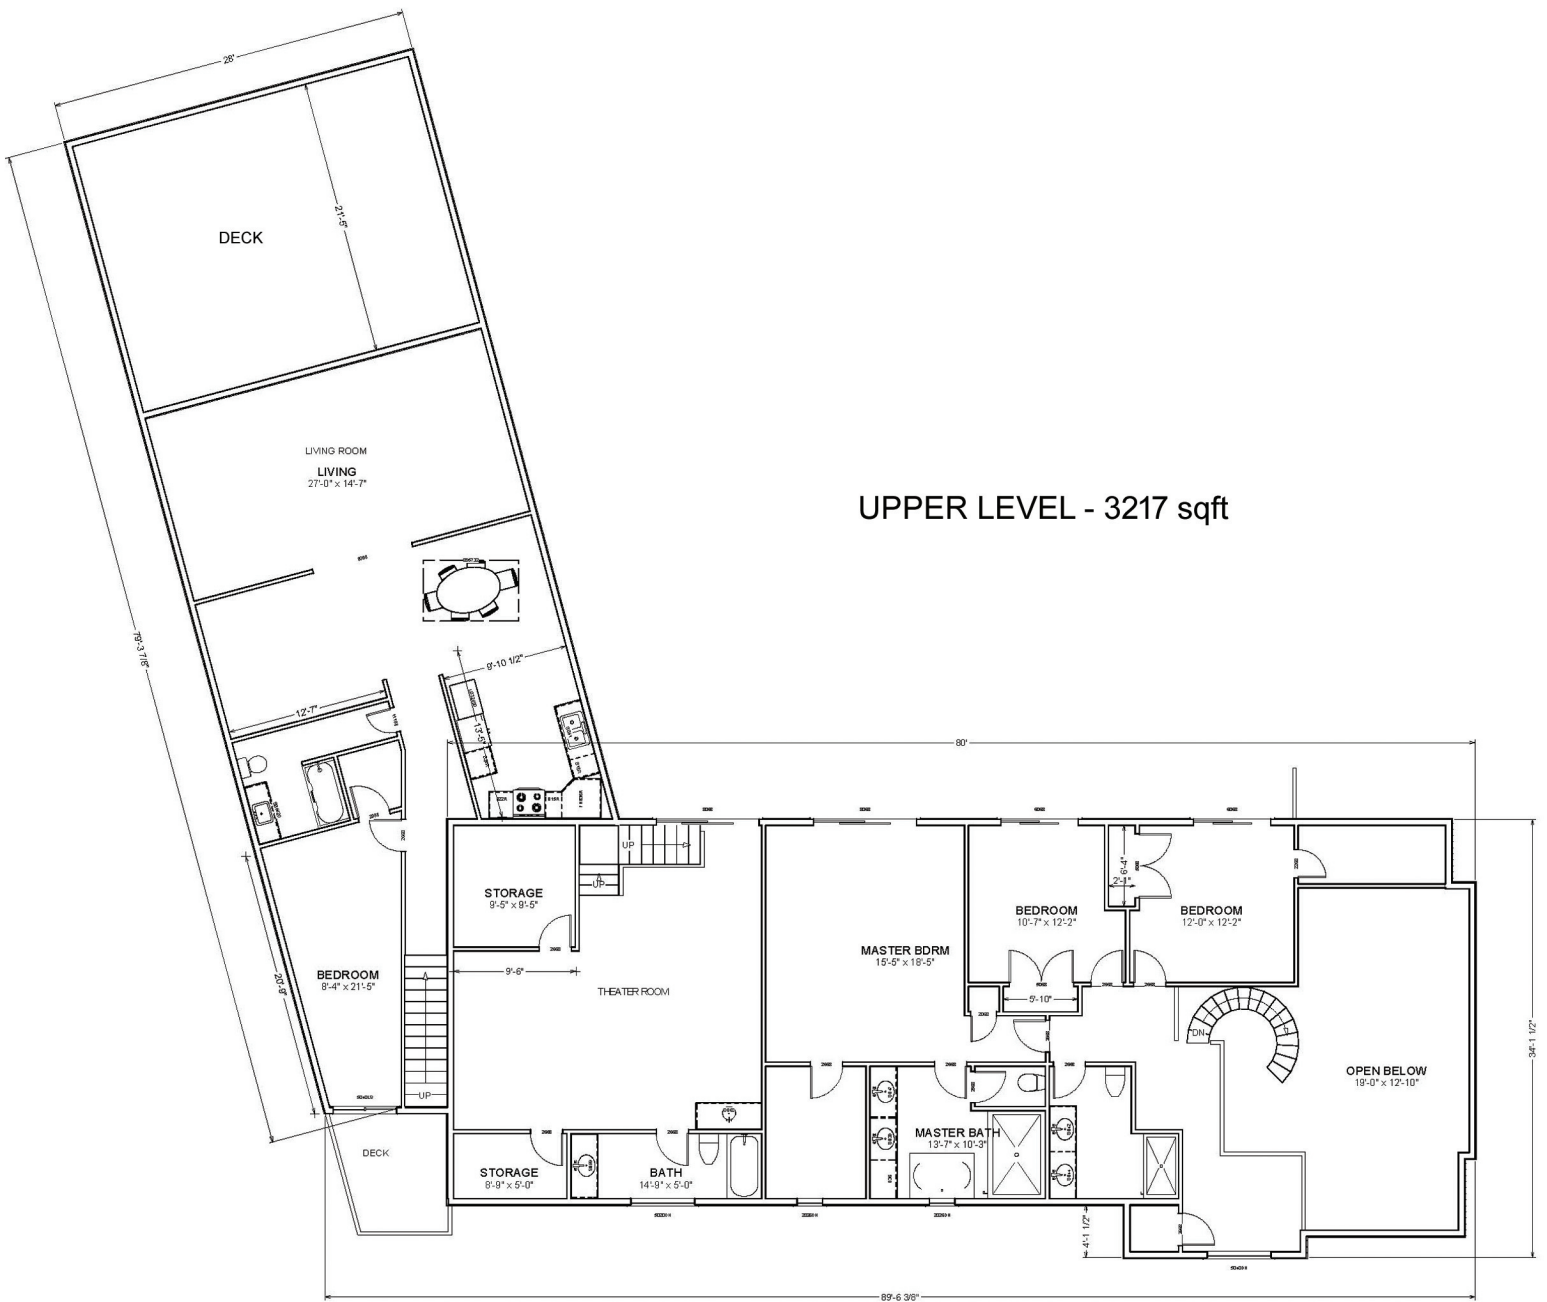 28'
DECK
21'-5"
LIVING ROOM
LIVING
27'-0" x 14'-7"
UPPER LEVEL - 3217 sqft
79'-3 7/8"
9'-10 1/2"
12'-7"
13'-5"
80'
UP
UP
STORAGE
9'-5" x 9'-5"
6'-4"
2'-1"
BEDROOM
10'-7" x 12'-2"
BEDROOM
12'-0" x 12'-2"
MASTER BDRM
15'-5" x 18'-5"
BEDROOM
8'-4" x 21'-5"
20'-9"
9'-6"
THEATER ROOM
5'-10"
DN
34'-1 1/2"
OPEN BELOW
19'-0" x 12'-10"
UP
MASTER BATH
13'-7" x 10'-3"
DECK
STORAGE
8'-9" x 5'-0"
BATH
14'-9" x 5'-0"
4'-1 1/2"
89'-6 3/8"